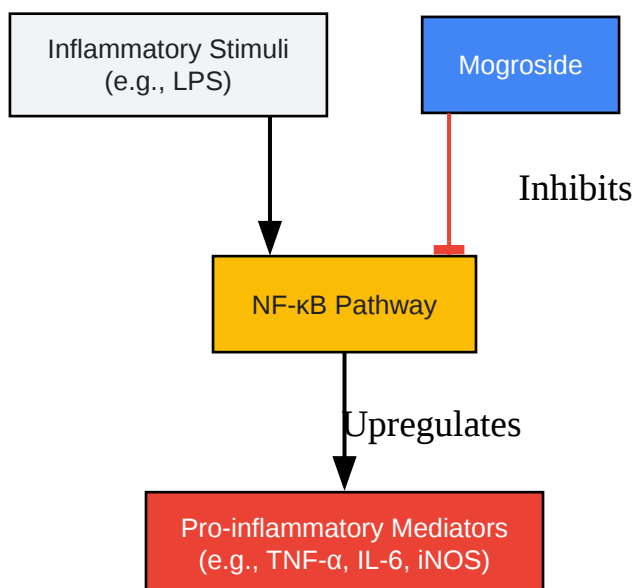 Inflammatory Stimuli
(e.g., LPS)
Mogroside
Inhibits
NF-κB Pathway
Upregulates
Pro-inflammatory Mediators
(e.g., TNF-α, IL-6, iNOS)